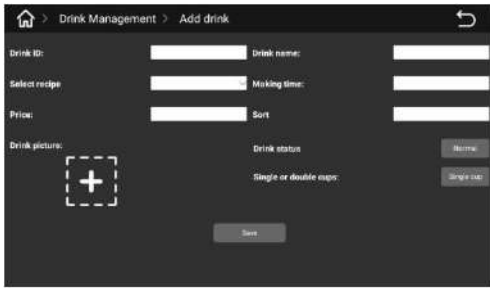 > Drink Management > Add drink
Drink ID: Drink name:
Select recipe Making time:
Price: Sort
Drink picture: Drink status Normal
Single or double cups: Single cup
Save